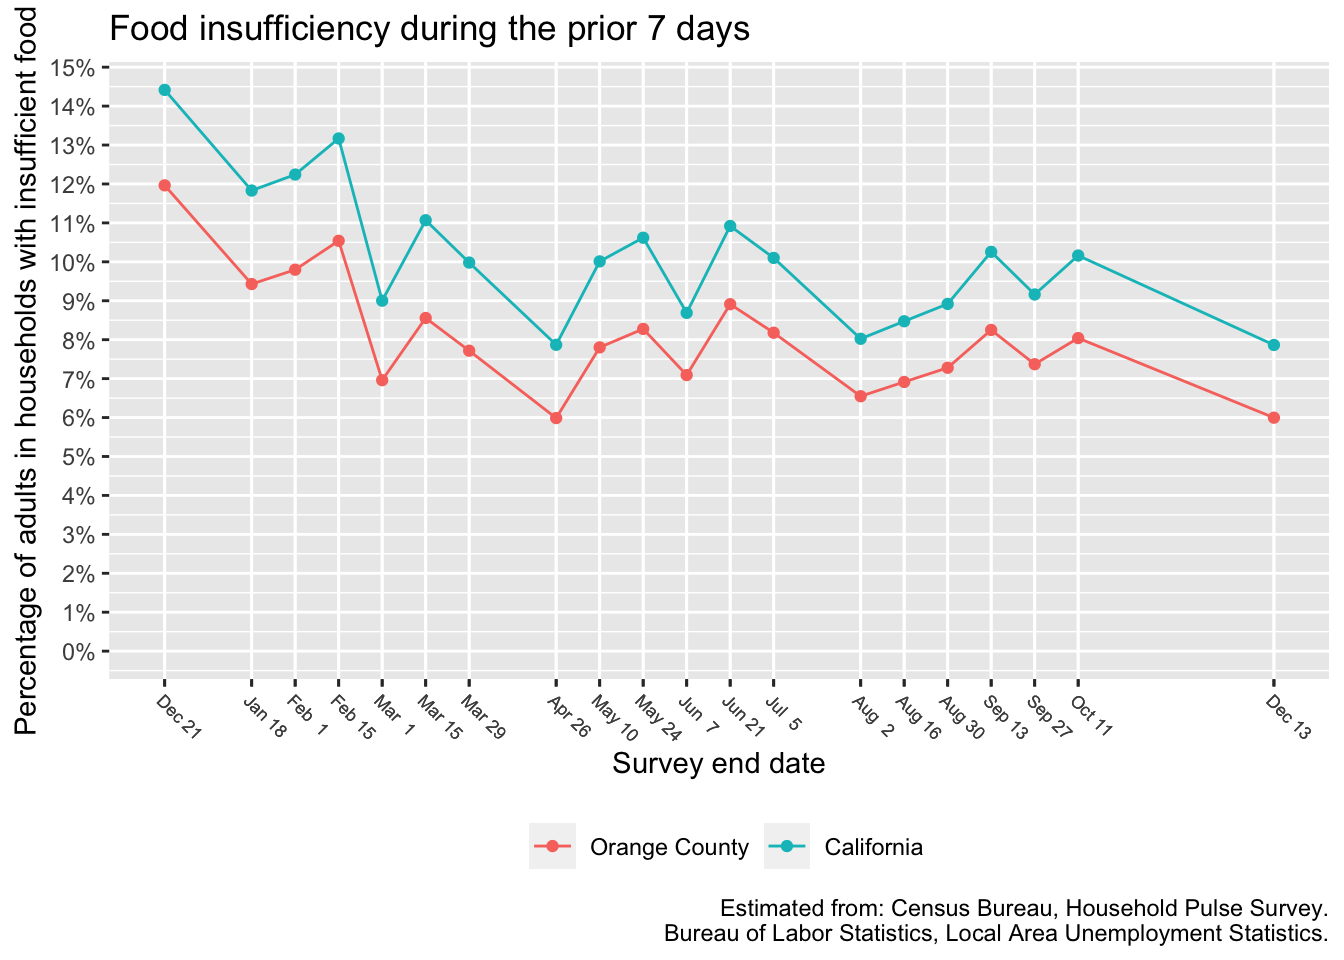 Food insufficiency during the prior 7 days
Percentage of adults in households with insufficient food
15%
14%
13%
12%
11%
10%
9%
8%
7%
6%
5%
4%
3%
2%
1%
0%
Dec 21
Jan 18
Feb 1
Feb 15
Mar 1
Mar 15
Mar 29
Apr 26
May 10
May 24
Jun 7
Jun 21
Jul 5
Aug 2
Aug 16
Aug 30
Sep 13
Sep 27
Oct 11
Dec 13
Survey end date
Orange County
California
Estimated from: Census Bureau, Household Pulse Survey.
Bureau of Labor Statistics, Local Area Unemployment Statistics.